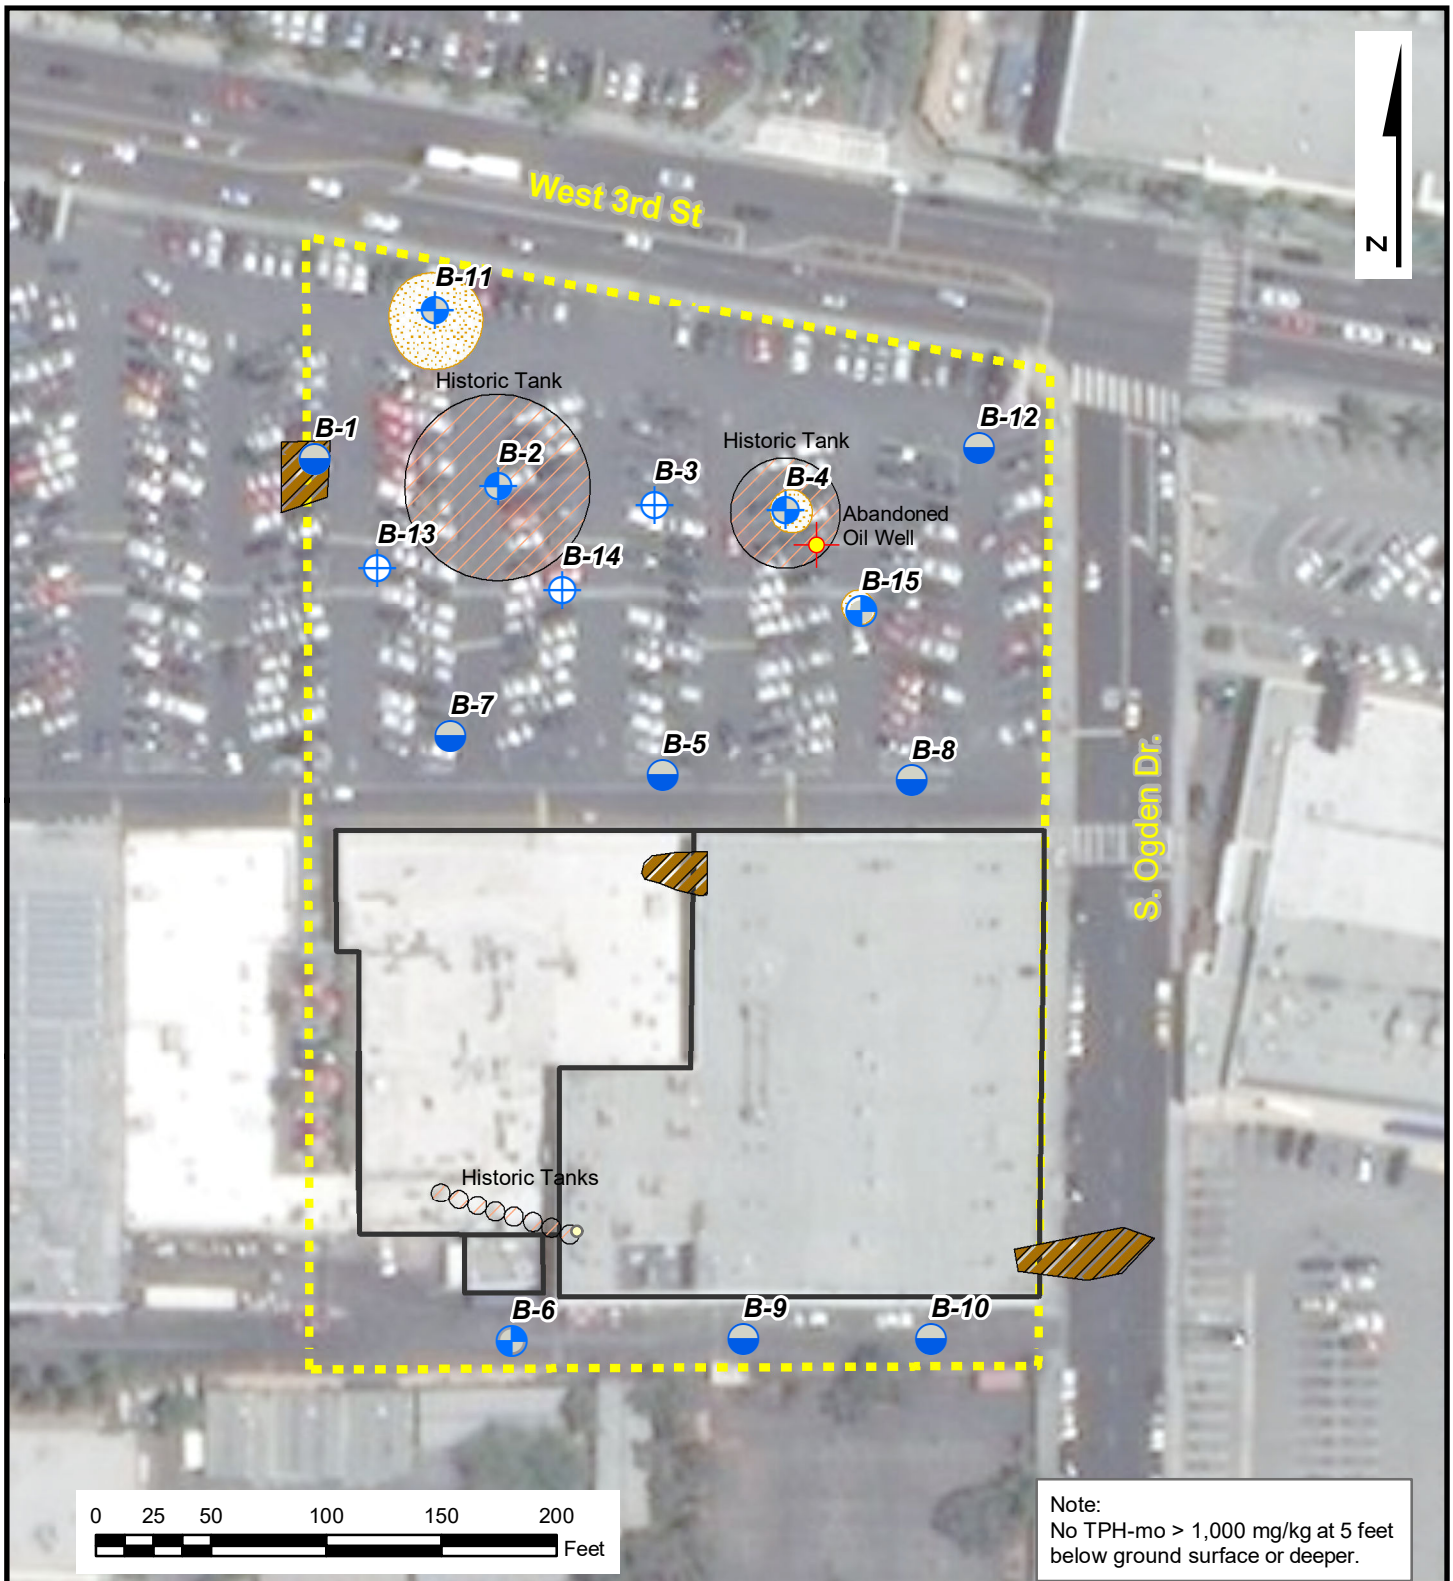 N
West 3rd St
B-11
Historic Tank
B-1
B-12
Historic Tank
B-2
B-3
B-4
Abandoned
Oil Well
B-13
B-14
B-15
B-7
B-5
B-8
S. Ogden Dr.
Historic Tanks
B-6
B-9
B-10
0 25 50 100 150 200
Feet
Note:
No TPH-mo > 1,000 mg/kg at 5 feet
below ground surface or deeper.